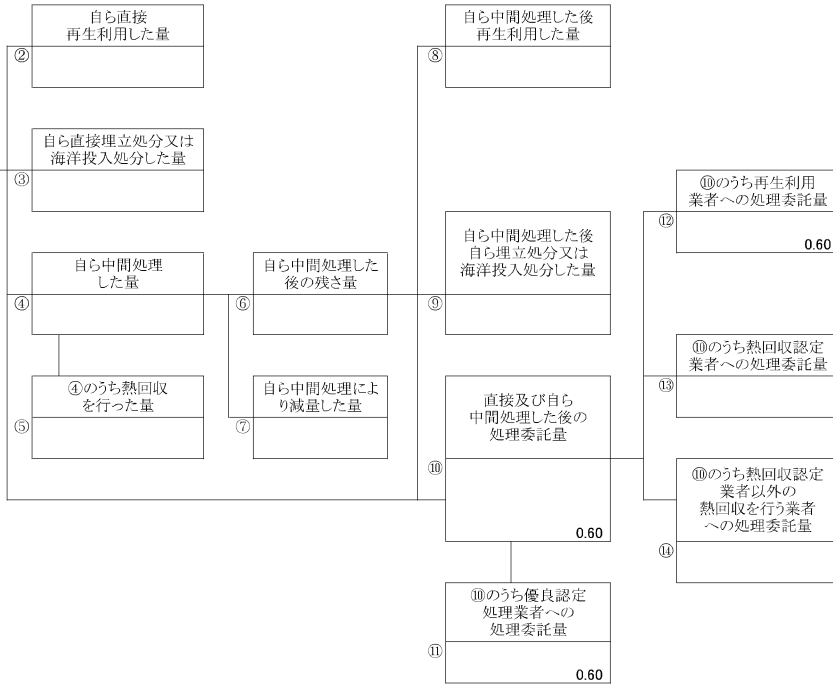 自ら直接
再生利用した量
②
自ら直接埋立処分又は
海洋投入処分した量
③
自ら中間処理
した量
④
④のうち熱回収
を行った量
⑤
自ら中間処理した
後の残さ量
⑥
自ら中間処理によ
り減量した量
⑦
自ら中間処理した後
再生利用した量
⑧
自ら中間処理した後
自ら埋立処分又は
海洋投入処分した量
⑨
直接及び自ら
中間処理した後の
処理委託量
⑩
0.60
⑩のうち優良認定
処理業者への
処理委託量
⑪
0.60
⑩のうち再生利用
業者への処理委託量
⑫
0.60
⑩のうち熱回収認定
業者への処理委託量
⑬
⑩のうち熱回収認定
業者以外の
熱回収を行う業者
への処理委託量
⑭